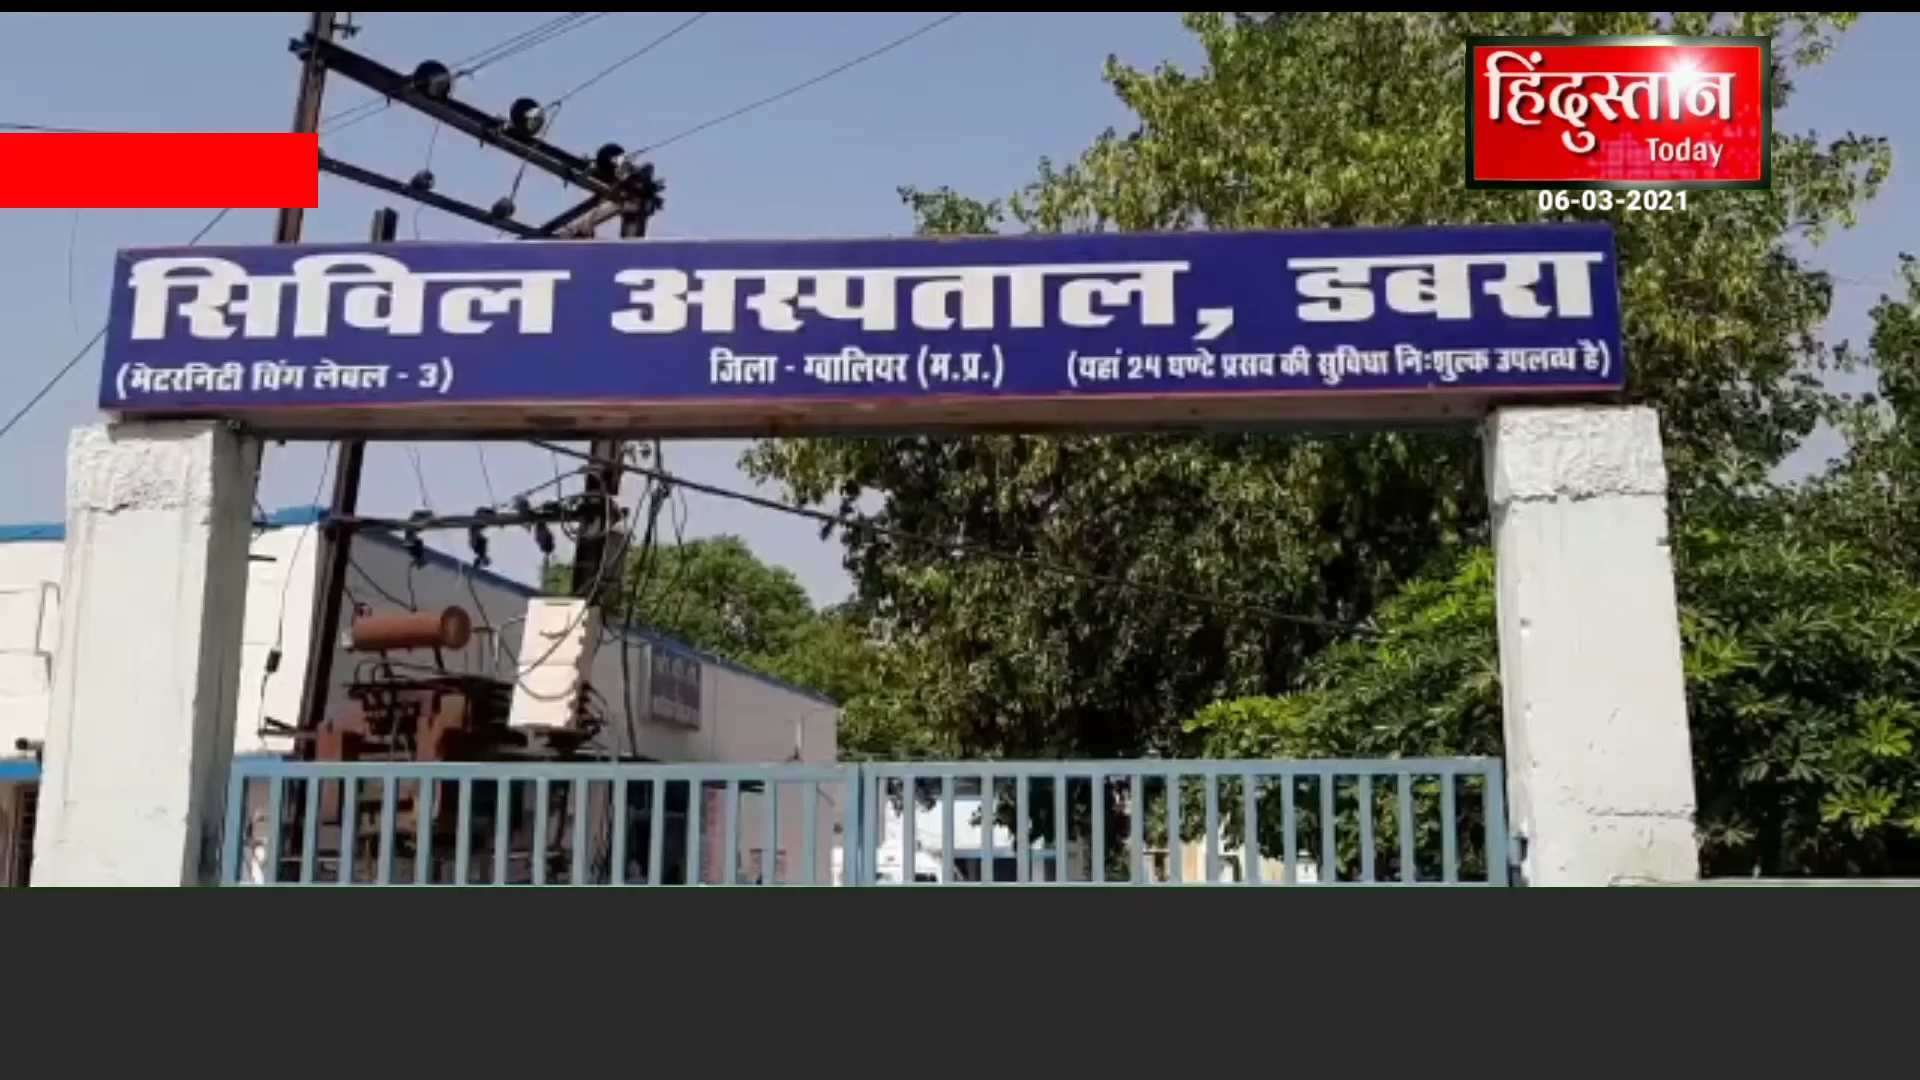 हिंदुस्तान
Today
06-03-2021
सिविल अस्पताल, डबरा
(मेटरनिटी विंग लेबल - 3) जिला - ग्वालियर (म.प्र.) (यहां 24 घण्टे प्रसव की सुविधा निःशुल्क उपलब्ध है)